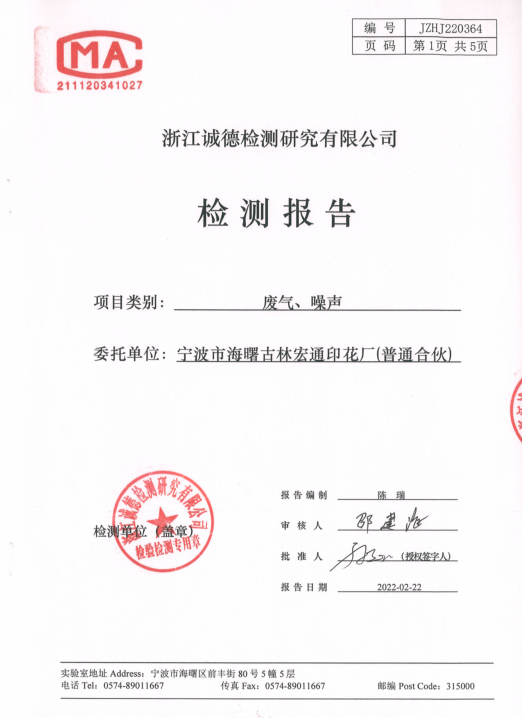 MA
211120341027
编 号 JZHJ220364
页 码 第1页 共5页
浙江诚德检测研究有限公司
检测报告
项目类别： 废气、噪声
委托单位：宁波市海曙古林宏通印花厂(普通合伙)
浙江诚德检测研究有限公司
检验检测专用章
检测单位（盖章）
报告编制 陈 瑞
审 核 人 邵建
批 准 人 （授权签字人）
报告日期 2022-02-22
实验室地址 Address：宁波市海曙区前丰街 80 号 5 幢 5 层
电话 Tel：0574-89011667 传真 Fax：0574-89011667 邮编 Post Code：315000